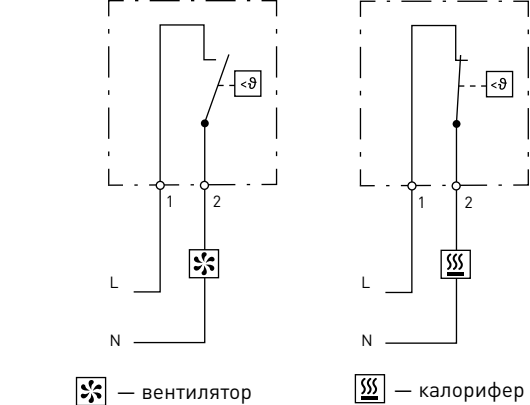 <ϑ <ϑ
1 2 1 2
L L
N N
— вентилятор — калорифер